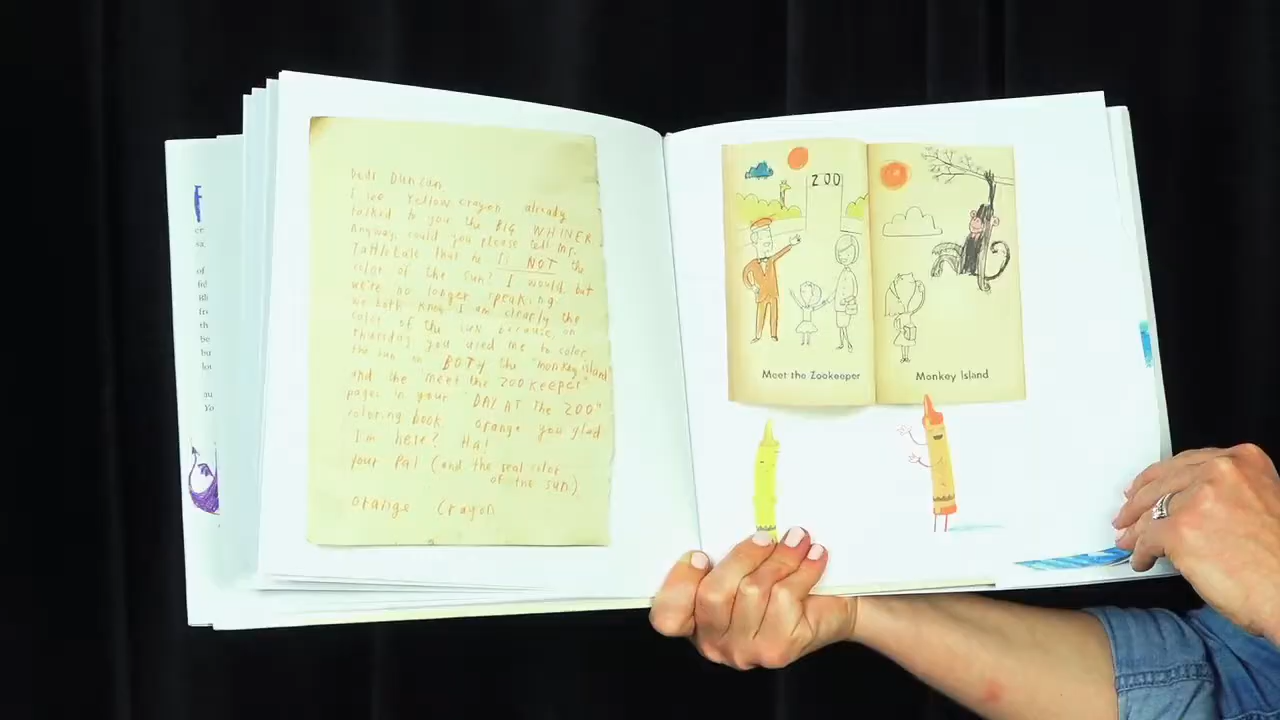 Dear Duncan,
I see Yellow Crayon already
talked to you, the BIG WHINER.
Anyway, could you please tell Mr.
Tattletale that he IS NOT the
color of the sun? I would but
we're no longer speaking.
We both know I am clearly the
color of the sun because, on
Thursday you used me to color
the sun on BOTH the "monkey island"
and the "meet the ZOOKEEPER"
pages in your "DAY AT THE ZOO"
coloring book. Orange you glad
I'm here? Ha!
your Pal (and the real color
of the sun),
orange crayon
ZOO
Meet the Zookeeper
Monkey Island